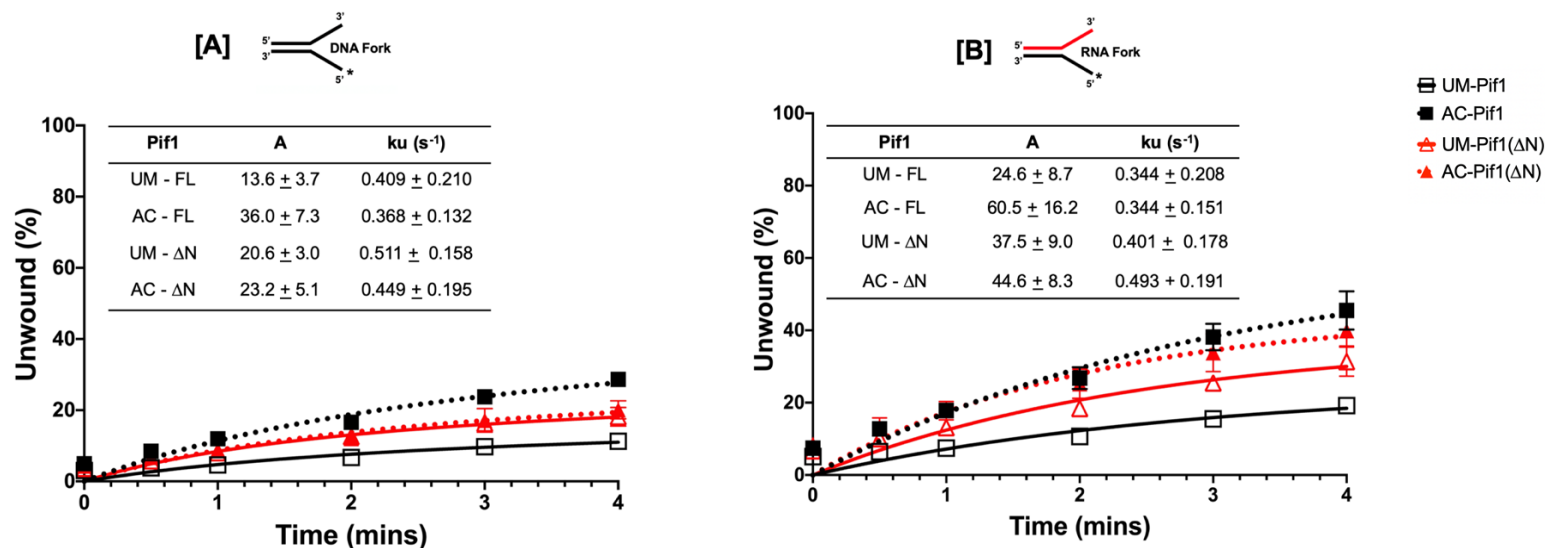 [A]
3'
5'
3'
DNA Fork
5'
*
Unwound (%)
100
80
60
40
20
0
Pif1 A ku (s-1)
UM - FL 13.6 + 3.7 0.409 + 0.210
AC - FL 36.0 + 7.3 0.368 + 0.132
UM - ΔN 20.6 + 3.0 0.511 + 0.158
AC - ΔN 23.2 + 5.1 0.449 + 0.195
0 1 2 3 4
Time (mins)
[B]
3'
5'
3'
RNA Fork
5'
*
Unwound (%)
100
80
60
40
20
0
Pif1 A ku (s-1)
UM - FL 24.6 + 8.7 0.344 + 0.208
AC - FL 60.5 + 16.2 0.344 + 0.151
UM - ΔN 37.5 + 9.0 0.401 + 0.178
AC - ΔN 44.6 + 8.3 0.493 + 0.191
0 1 2 3 4
Time (mins)
UM-Pif1
AC-Pif1
UM-Pif1(ΔN)
AC-Pif1(ΔN)